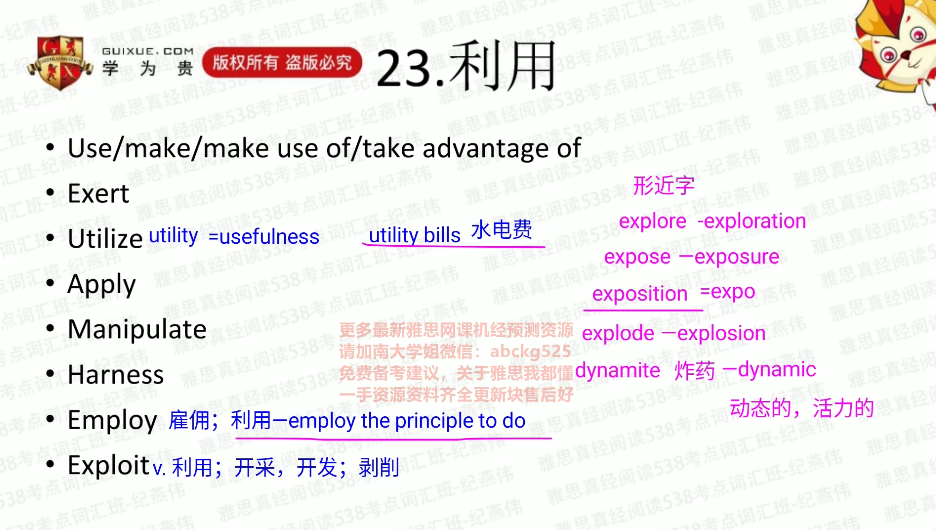 GUIXUE.COM
学为贵
版权所有 盗版必究
23.利用
• Use/make/make use of/take advantage of
• Exert
• Utilize utility =usefulness utility bills 水电费
• Apply
• Manipulate
• Harness
• Employ 雇佣；利用—employ the principle to do
• Exploit v. 利用；开采，开发；剥削
形近字
explore -exploration
expose —exposure
exposition =expo
explode —explosion
dynamite 炸药 —dynamic
动态的，活力的
更多最新雅思网课机经预测资源
请加南大学姐微信：abckg525
免费备考建议，关于雅思我都懂
一手资源资料齐全更新块售后好
雅思真经阅读538考点词汇班-纪燕伟